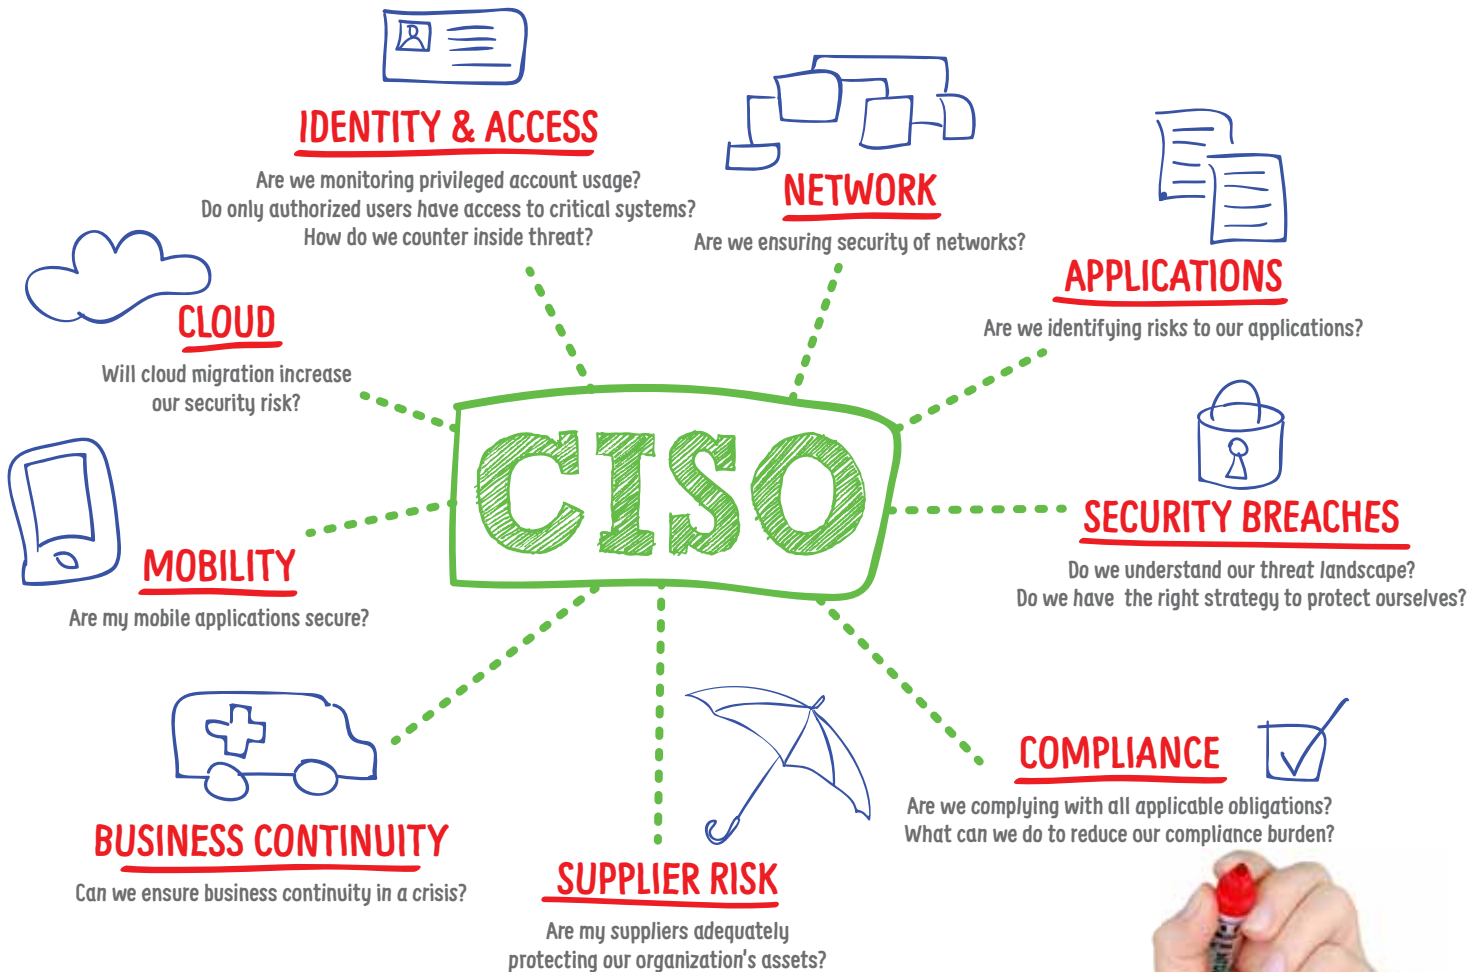 IDENTITY & ACCESS
Are we monitoring privileged account usage?
Do only authorized users have access to critical systems?
How do we counter inside threat?
NETWORK
Are we ensuring security of networks?
APPLICATIONS
Are we identifying risks to our applications?
CLOUD
Will cloud migration increase
our security risk?
CISO
SECURITY BREACHES
Do we understand our threat landscape?
Do we have the right strategy to protect ourselves?
MOBILITY
Are my mobile applications secure?
COMPLIANCE
Are we complying with all applicable obligations?
What can we do to reduce our compliance burden?
BUSINESS CONTINUITY
Can we ensure business continuity in a crisis?
SUPPLIER RISK
Are my suppliers adequately
protecting our organization's assets?